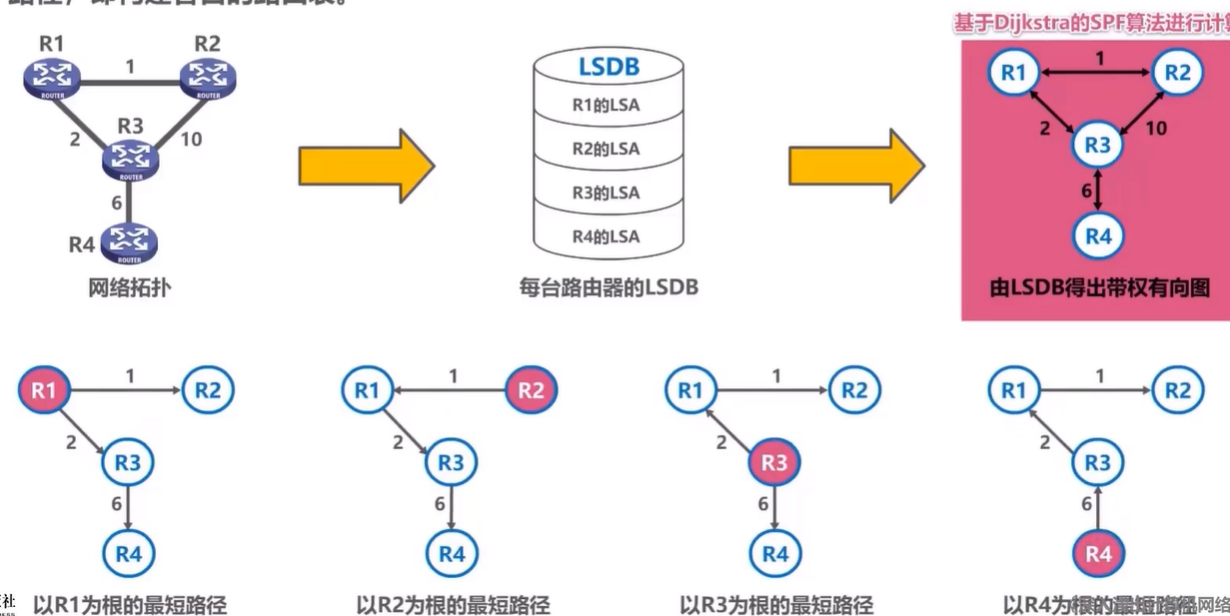 基于Dijkstra的SPF算法进行计
R1
R2
1
R3
2
10
6
R4
ROUTER
ROUTER
ROUTER
ROUTER
网络拓扑
LSDB
R1的LSA
R2的LSA
R3的LSA
R4的LSA
每台路由器的LSDB
R1
1
R2
2
10
R3
6
R4
由LSDB得出带权有向图
R1
1
R2
2
R3
6
R4
以R1为根的最短路径
R1
1
R2
2
R3
6
R4
以R2为根的最短路径
R1
1
R2
2
R3
6
R4
以R3为根的最短路径
R1
1
R2
2
R3
6
R4
以R4为根的最短路径